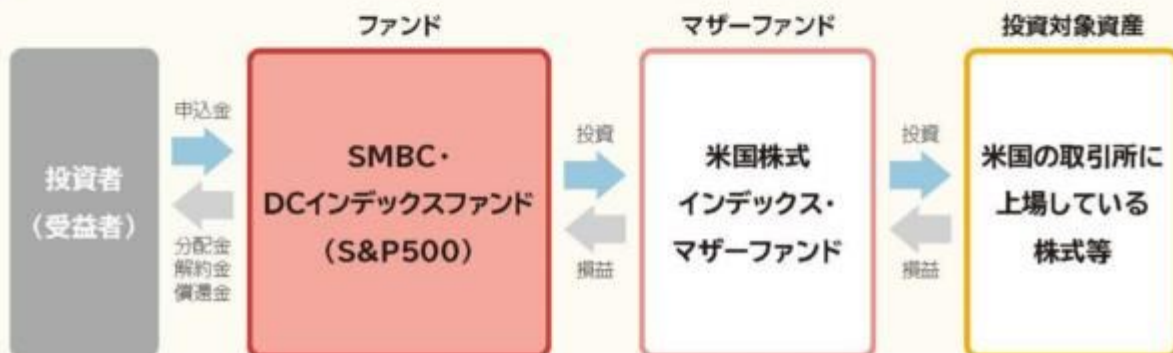 ファンド
マザーファンド
投資対象資産
投資者
（受益者）
申込金
分配金
解約金
償還金
SMBC・
DCインデックスファンド
（S&P500）
投資
損益
米国株式
インデックス・
マザーファンド
投資
損益
米国の取引所に
上場している
株式等